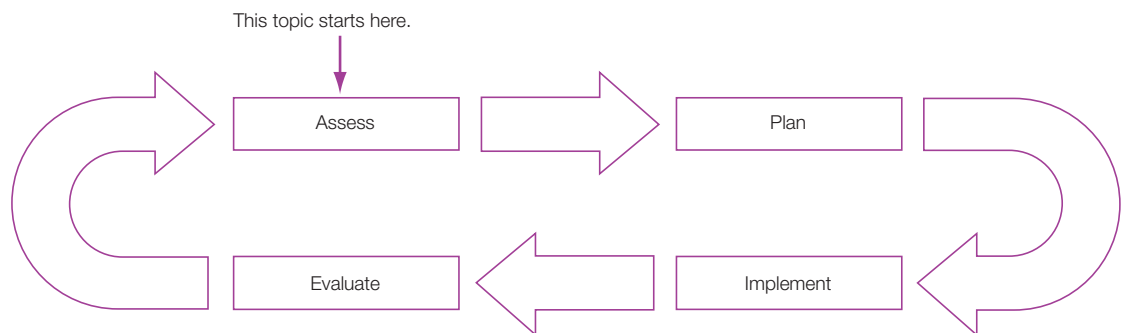 This topic starts here.
Assess
Plan
Implement
Evaluate